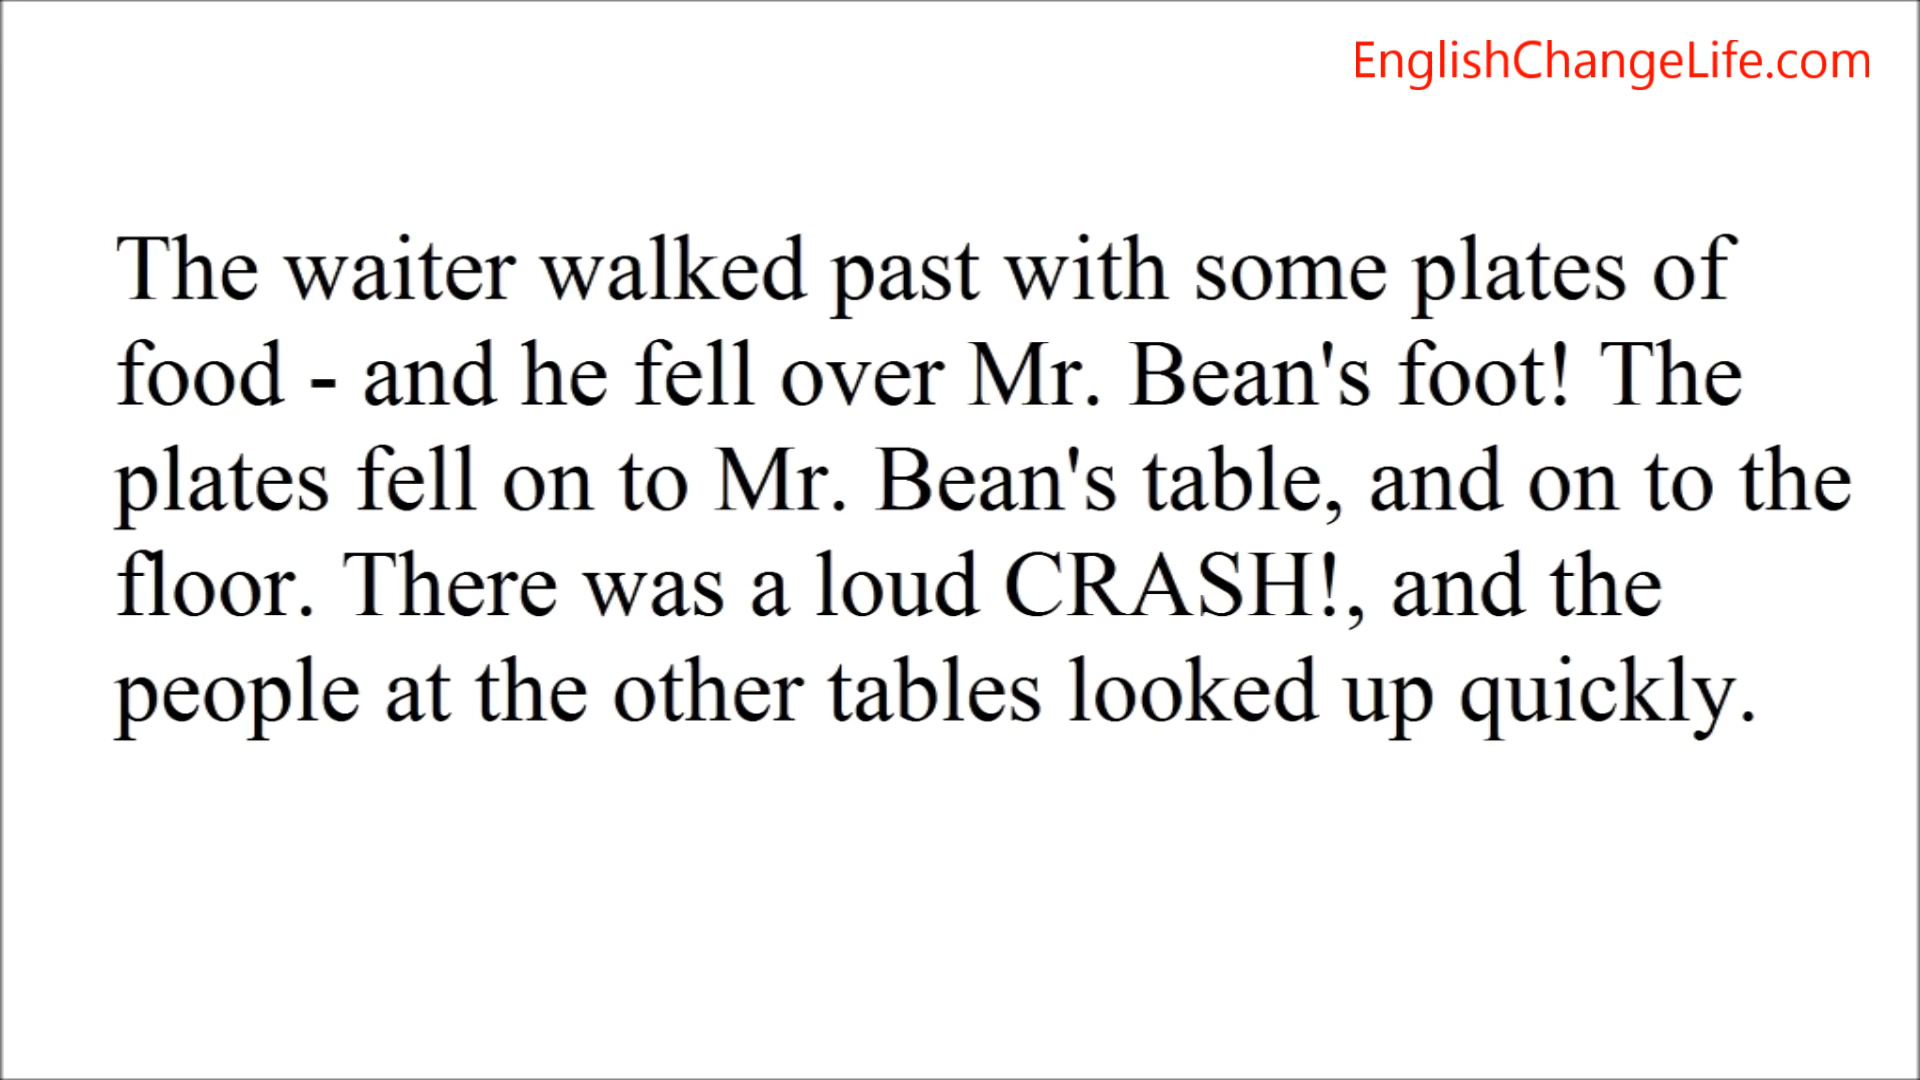 EnglishChangeLife.com
The waiter walked past with some plates of
food - and he fell over Mr. Bean's foot! The
plates fell on to Mr. Bean's table, and on to the
floor. There was a loud CRASH!, and the
people at the other tables looked up quickly.